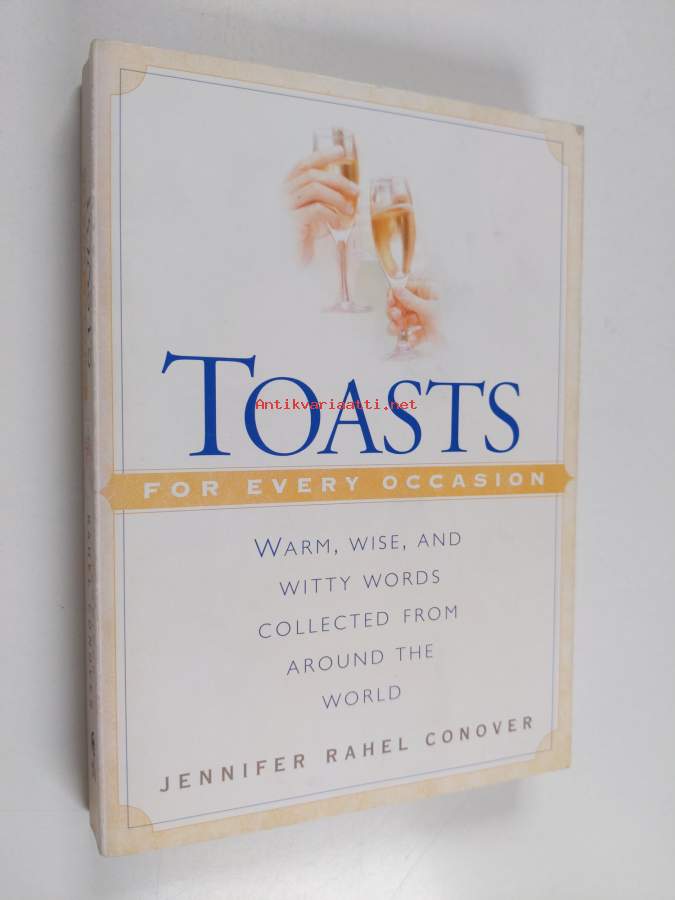 TOASTS
Antikvariaatti.net
FOR EVERY OCCASION
WARM, WISE, AND
WITTY WORDS
COLLECTED FROM
AROUND THE
WORLD
JENNIFER RAHEL CONOVER